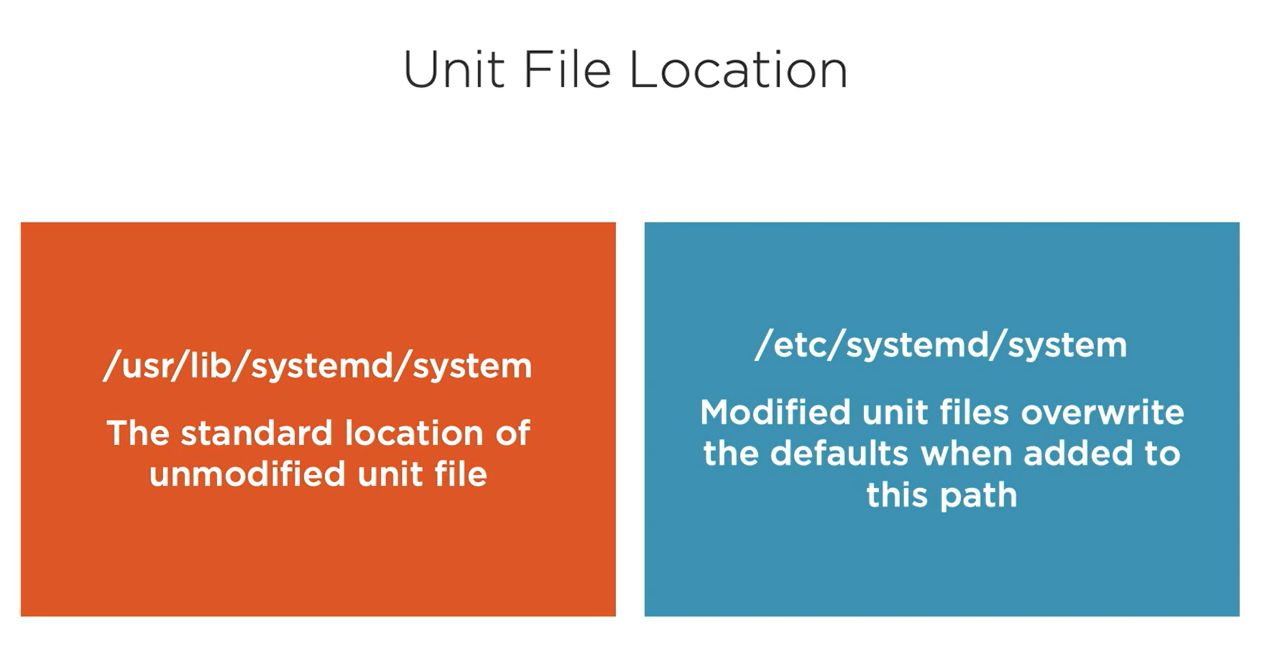 Unit File Location
/usr/lib/systemd/system
The standard location of
unmodified unit file
/etc/systemd/system
Modified unit files overwrite
the defaults when added to
this path